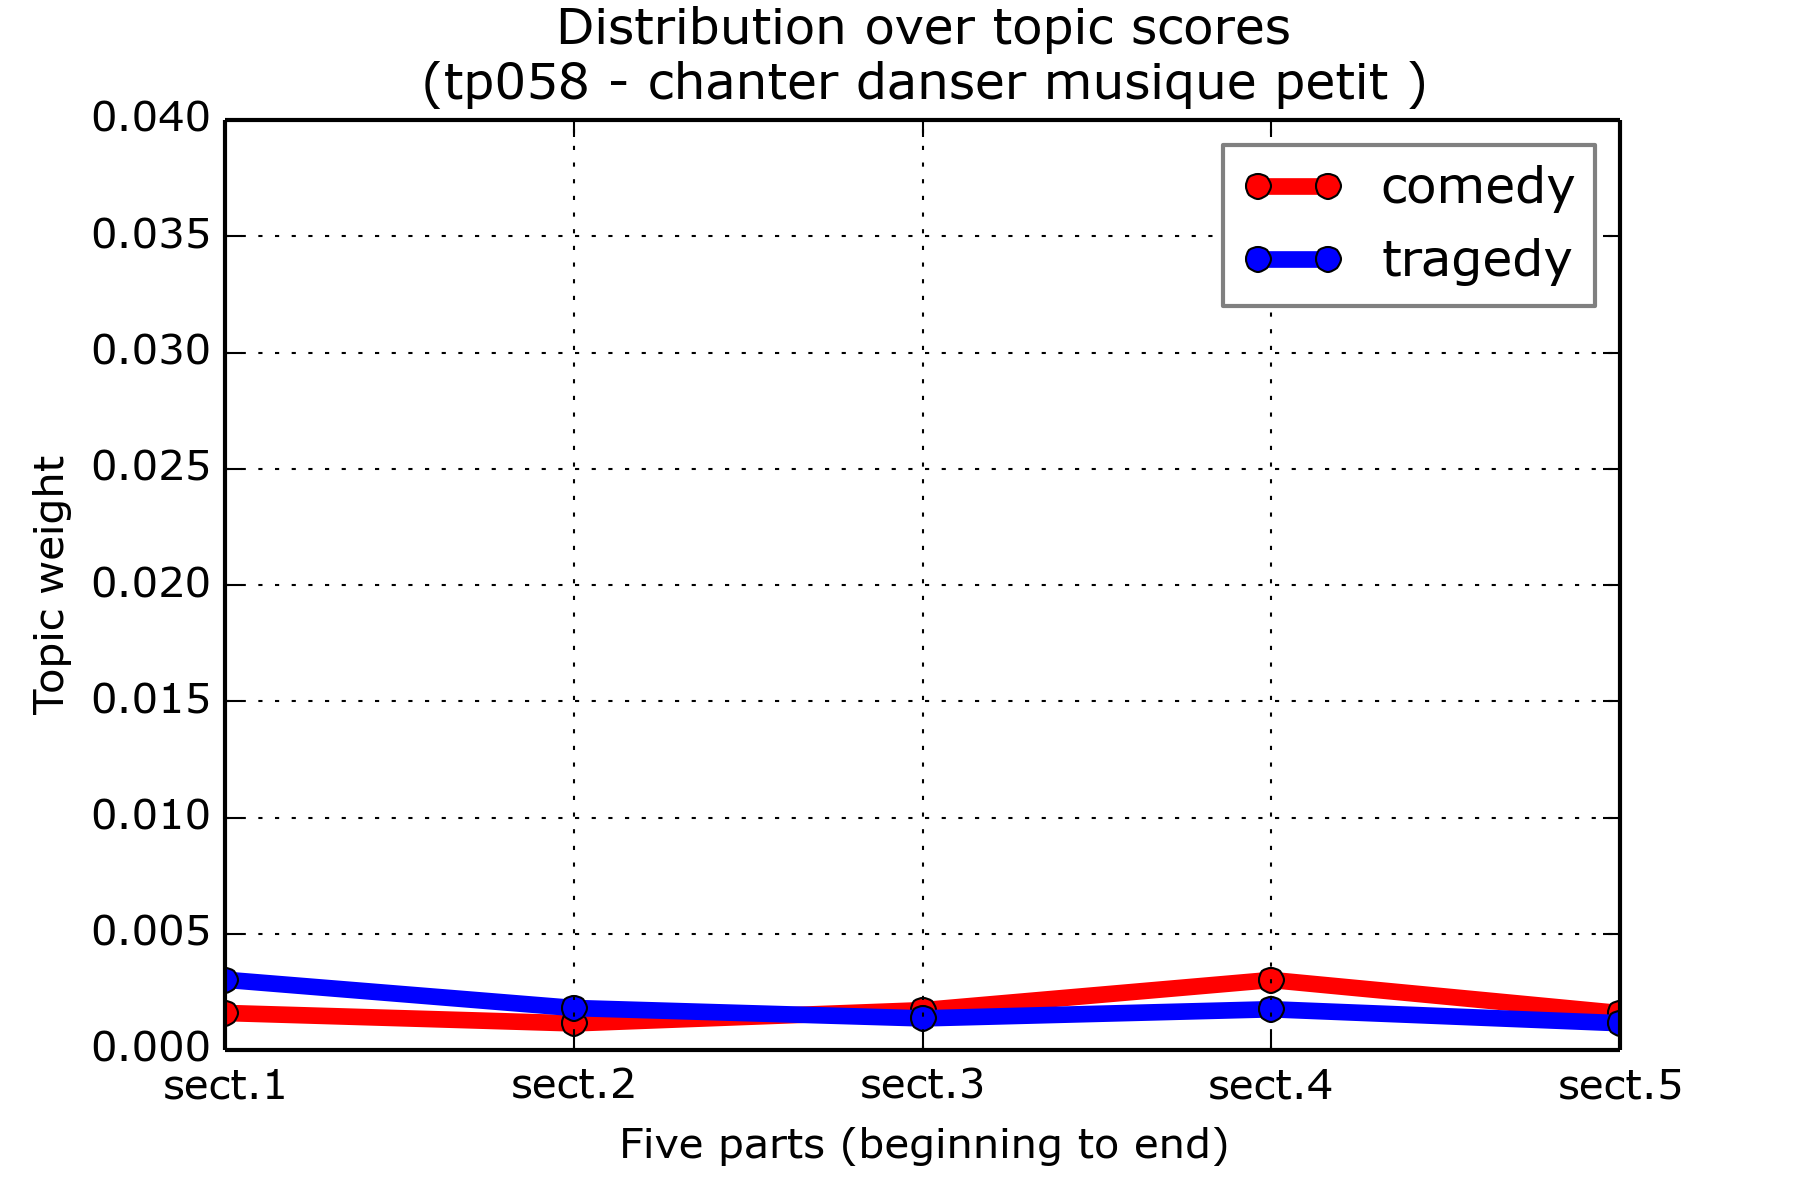 Distribution over topic scores
(tp058 - chanter danser musique petit )
0.040
0.035
0.030
0.025
0.020
0.015
0.010
0.005
0.000
Topic weight
comedy
tragedy
sect.1 sect.2 sect.3 sect.4 sect.5
Five parts (beginning to end)